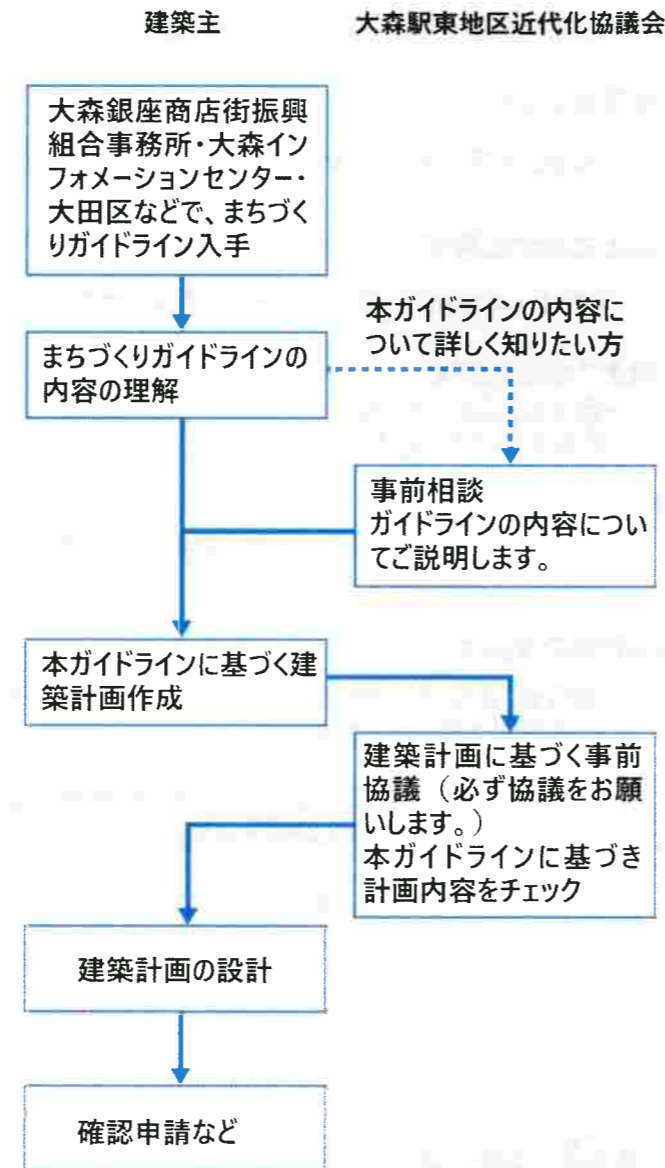 建築主
大森駅東地区近代化協議会
大森銀座商店街振興
組合事務所・大森イン
フォメーションセンター・
大田区などで、まちづく
りガイドライン入手
本ガイドラインの内容に
ついて詳しく知りたい方
まちづくりガイドラインの
内容の理解
事前相談
ガイドラインの内容につい
てご説明します。
本ガイドラインに基づく建
築計画作成
建築計画に基づく事前
協議（必ず協議をお願
いします。）
本ガイドラインに基づき
計画内容をチェック
建築計画の設計
確認申請など